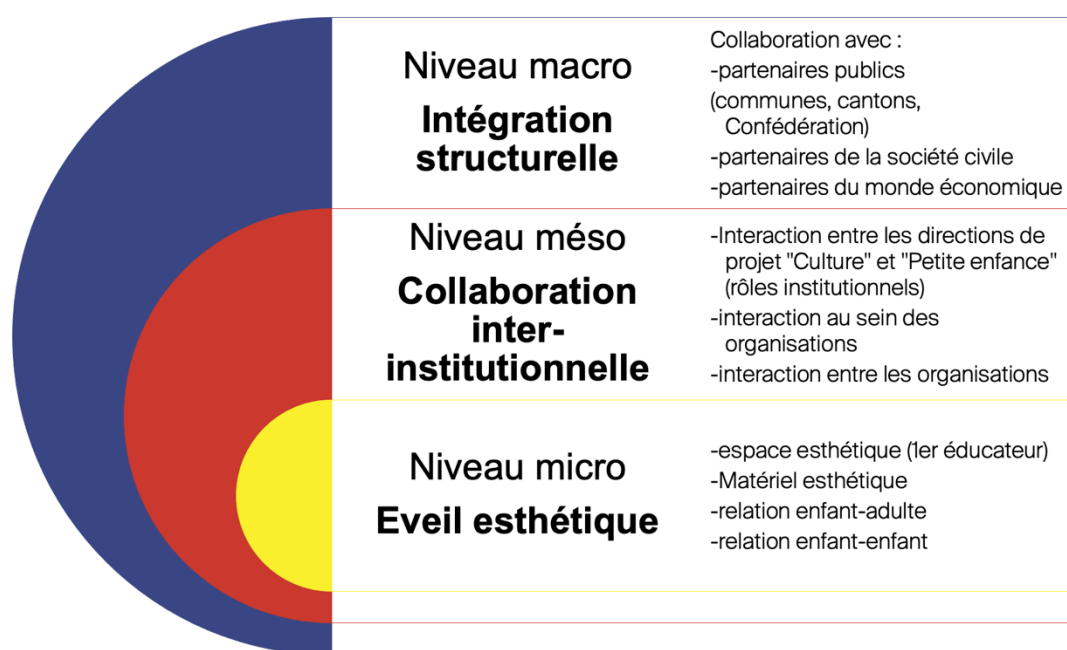 Niveau macro
Intégration
structurelle
Collaboration avec :
-partenaires publics
(communes, cantons,
Confédération)
-partenaires de la société civile
-partenaires du monde économique
Niveau méso
Collaboration
inter-
institutionnelle
-Interaction entre les directions de
projet "Culture" et "Petite enfance"
(rôles institutionnels)
-interaction au sein des
organisations
-interaction entre les organisations
Niveau micro
Eveil esthétique
-espace esthétique (1er éducateur)
-Matériel esthétique
-relation enfant-adulte
-relation enfant-enfant